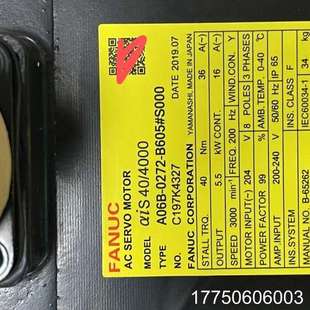 FANUC
AC SERVO MOTOR
MODEL αiS 40/4000
TYPE A06B-0272-B605#S000
NO. C197K4327
DATE 2019.07
FANUC CORPORATION
YAMANASHI, MADE IN JAPAN
STALL TRQ. 40 Nm 36 A(~)
5.5 kW CONT. 16 A(~)
SPEED 3000 min⁻¹ FREQ. 200 Hz WIND.CON. Y
MOTOR INPUT (~) 204 V 8 POLES 3 PHASES
POWER FACTOR 99 % AMB. TEMP. 0-40 ℃
AMP.INPUT 200-240 V 50/60 Hz IP 65
INS.SYSTEM INS. CLASS F
MANUAL NO. B-65262 IEC60034-1 34 kg
17750606003